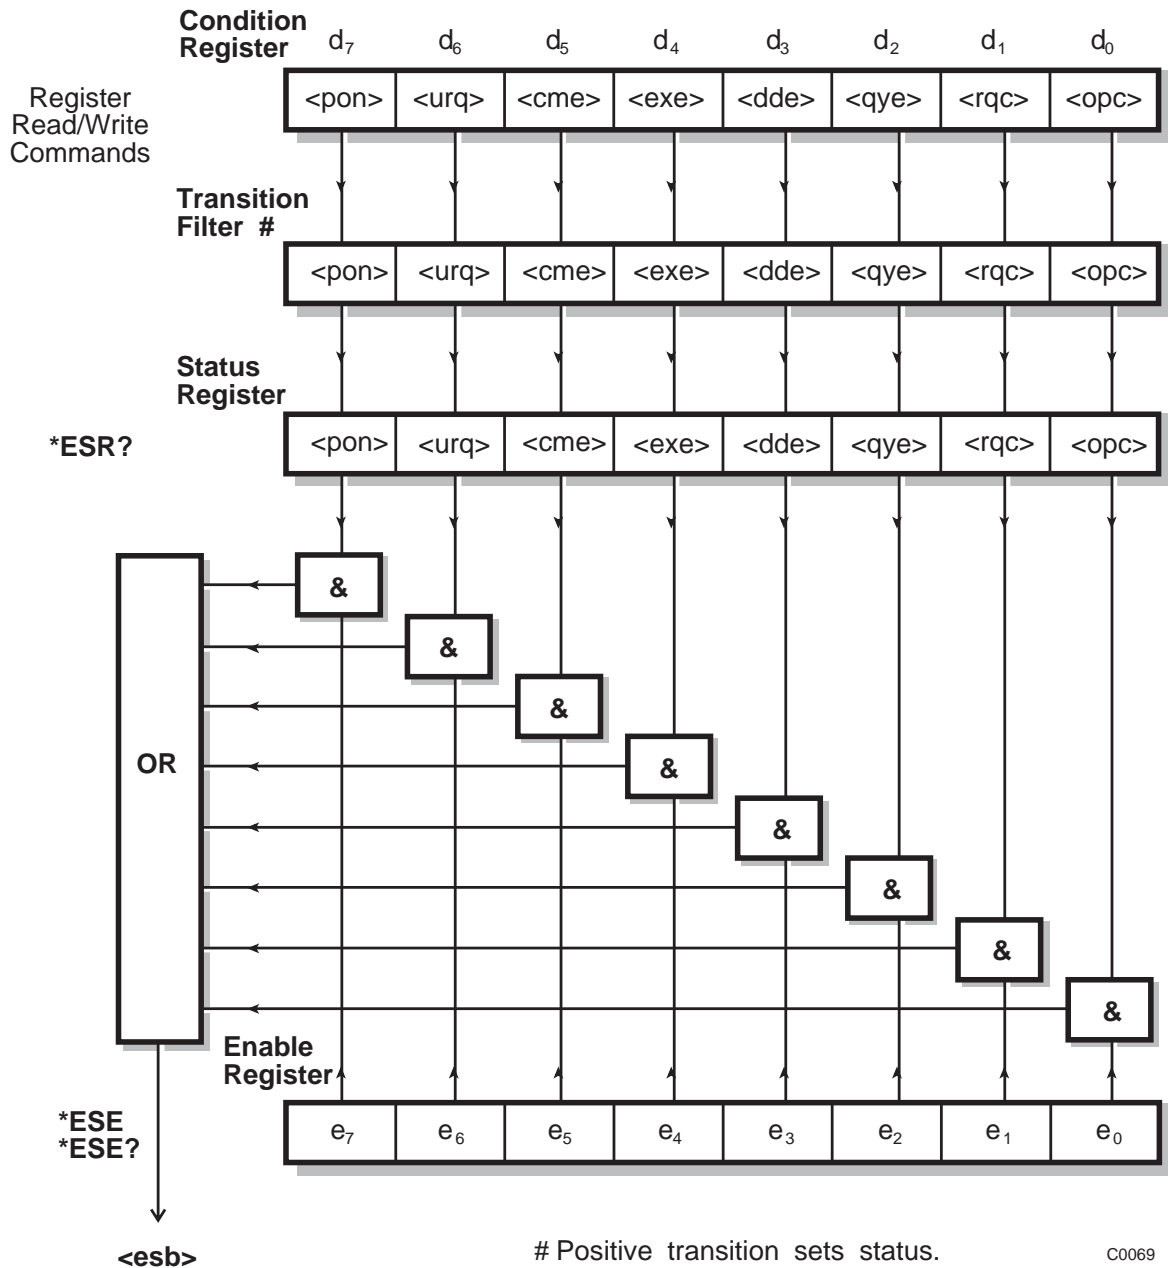 Condition
Register
d7 d6 d5 d4 d3 d2 d1 d0
Register
Read/Write
Commands
<pon> <urq> <cme> <exe> <dde> <qye> <rqc> <opc>
Transition
Filter #
<pon> <urq> <cme> <exe> <dde> <qye> <rqc> <opc>
Status
Register
*ESR?
<pon> <urq> <cme> <exe> <dde> <qye> <rqc> <opc>
&
&
&
&
&
&
&
&
OR
Enable
Register
*ESE
*ESE?
e7 e6 e5 e4 e3 e2 e1 e0
<esb>
# Positive transition sets status.
C0069